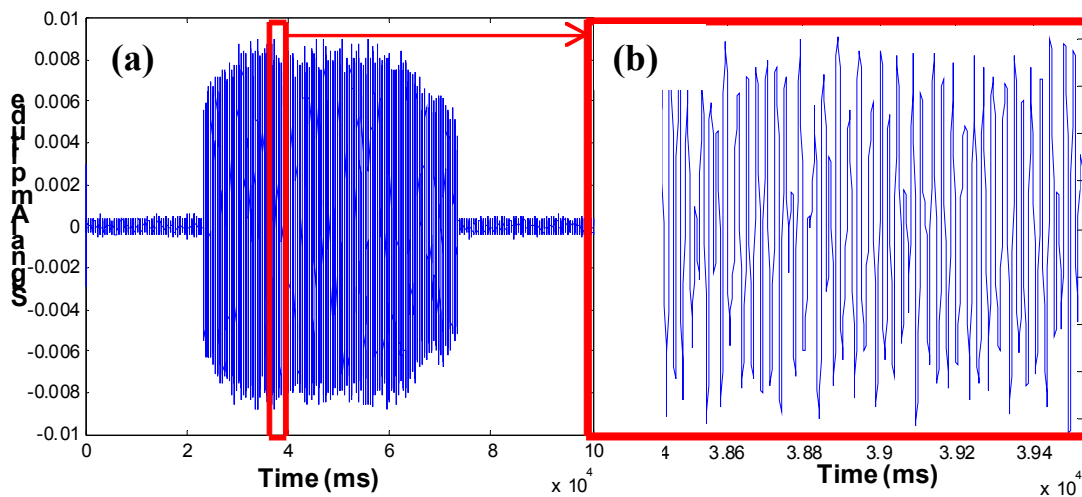 (a)
(b)
0.01
0.008
0.006
0.004
0.002
0
-0.002
-0.004
-0.006
-0.008
-0.01
Signal Amplitude
0 2 4 6 8 10
Time (ms)
x 10^4
4 3.86 3.88 3.9 3.92 3.94
Time (ms)
x 10^4